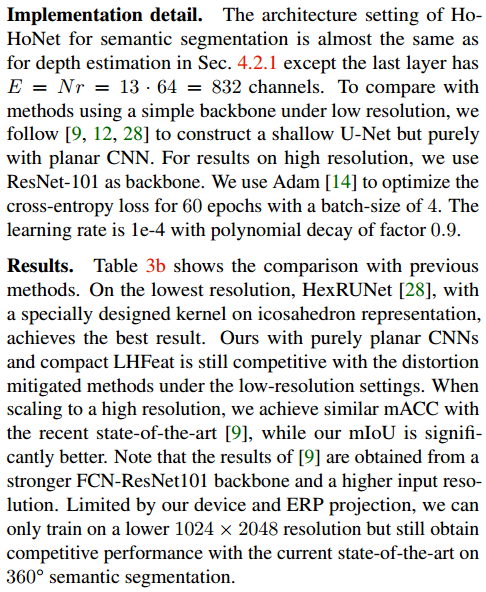 Implementation detail. The architecture setting of Ho-
HoNet for semantic segmentation is almost the same as
for depth estimation in Sec. 4.2.1 except the last layer has
E = Nr = 13 · 64 = 832 channels. To compare with
methods using a simple backbone under low resolution, we
follow [9, 12, 28] to construct a shallow U-Net but purely
with planar CNN. For results on high resolution, we use
ResNet-101 as backbone. We use Adam [14] to optimize the
cross-entropy loss for 60 epochs with a batch-size of 4. The
learning rate is 1e-4 with polynomial decay of factor 0.9.
Results. Table 3b shows the comparison with previous
methods. On the lowest resolution, HexRUNet [28], with
a specially designed kernel on icosahedron representation,
achieves the best result. Ours with purely planar CNNs
and compact LHFeat is still competitive with the distortion
mitigated methods under the low-resolution settings. When
scaling to a high resolution, we achieve similar mACC with
the recent state-of-the-art [9], while our mIoU is signifi-
cantly better. Note that the results of [9] are obtained from a
stronger FCN-ResNet101 backbone and a higher input reso-
lution. Limited by our device and ERP projection, we can
only train on a lower 1024 × 2048 resolution but still obtain
competitive performance with the current state-of-the-art on
360° semantic segmentation.